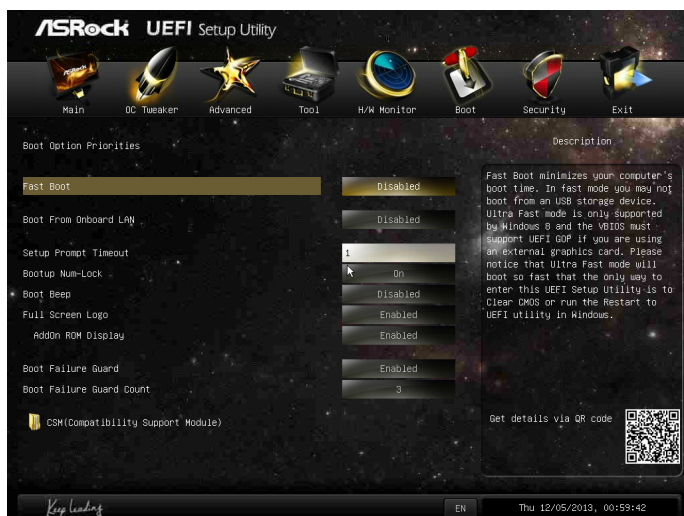 ASRock UEFI Setup Utility
Main OC Tweaker Advanced Tool H/W Monitor Boot Security Exit
Boot Option Priorities
Fast Boot Disabled
Boot From Onboard LAN Disabled
Setup Prompt Timeout 1
Bootup Num-Lock On
Boot Beep Disabled
Full Screen Logo Enabled
AddOn ROM Display Enabled
Boot Failure Guard Enabled
Boot Failure Guard Count 3
CSM(Compatibility Support Module)
Description
Fast Boot minimizes your computer's
boot time. In fast mode you may not
boot from an USB storage device.
Ultra Fast mode is only supported
by Windows 8 and the VBIOS must
support UEFI GOP if you are using
an external graphics card. Please
notice that Ultra Fast mode will
boot so fast that the only way to
enter this UEFI Setup Utility is to
Clear CMOS or run the Restart to
UEFI utility in Windows.
Get details via QR code
Keep Leading
EN
Thu 12/05/2013, 00:59:42